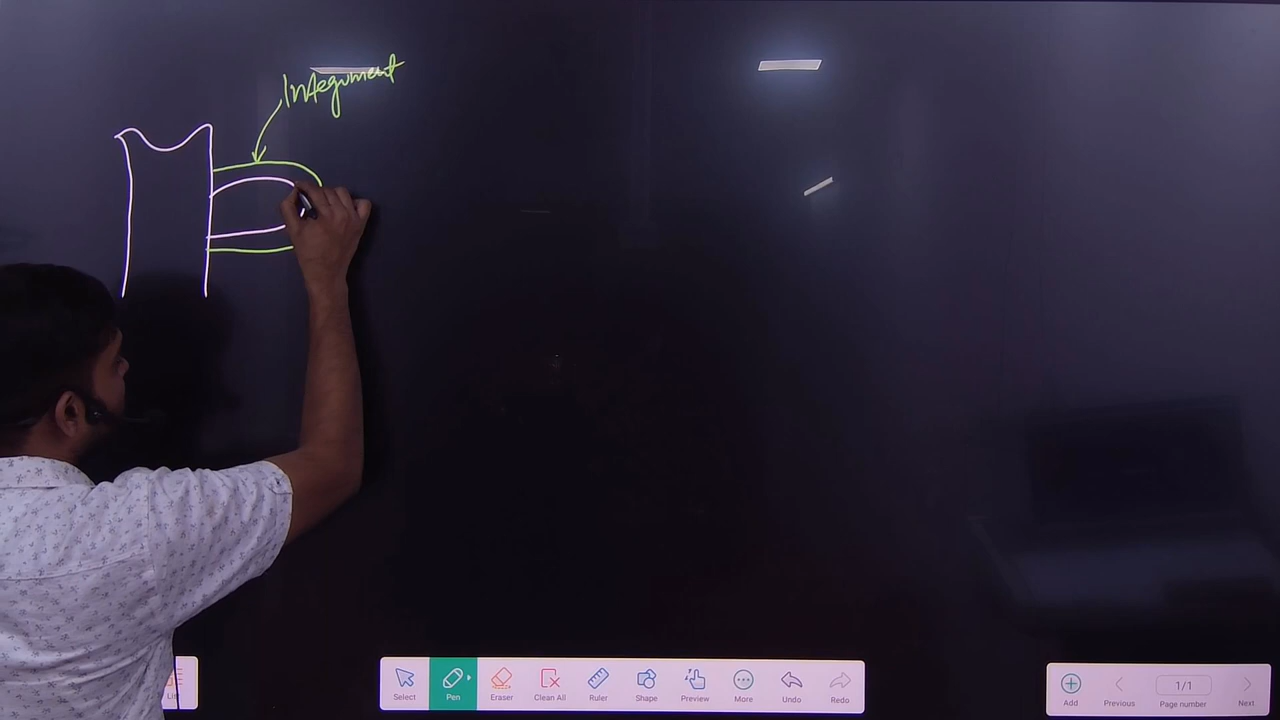 Integument
List
Select
Pen
Eraser
Clean All
Ruler
Shape
Preview
More
Undo
Redo
Add
Previous
1/1
Page number
Next